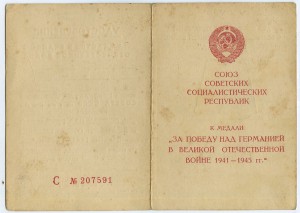 СОЮЗ
СОВЕТСКИХ
СОЦИАЛИСТИЧЕСКИХ
РЕСПУБЛИК
К МЕДАЛИ
„ЗА ПОБЕДУ НАД ГЕРМАНИЕЙ
В ВЕЛИКОЙ ОТЕЧЕСТВЕННОЙ
ВОЙНЕ 1941—1945 гг.“
С № 207591